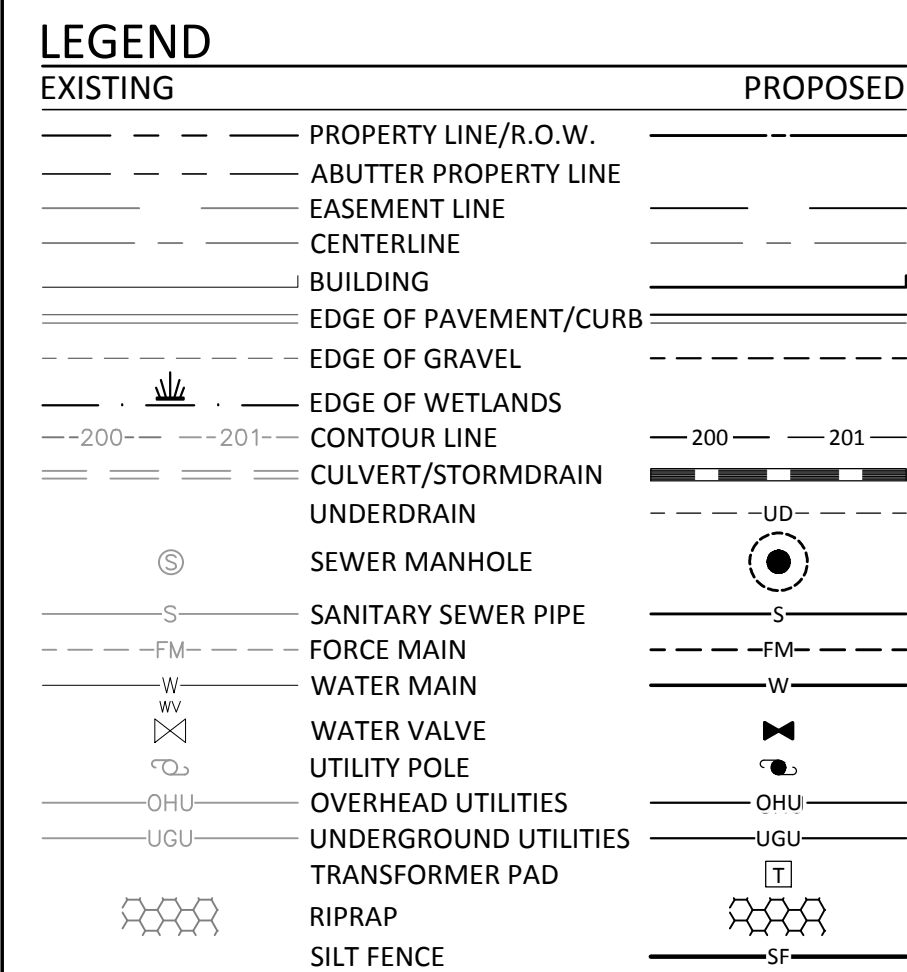 LEGEND
EXISTING PROPOSED
PROPERTY LINE/R.O.W.
ABUTTER PROPERTY LINE
EASEMENT LINE
CENTERLINE
BUILDING
EDGE OF PAVEMENT/CURB
EDGE OF GRAVEL
EDGE OF WETLANDS
200 201 CONTOUR LINE 200 201
CULVERT/STORMDRAIN
UNDERDRAIN UD
S SEWER MANHOLE
S SANITARY SEWER PIPE S
FM FORCE MAIN FM
W WATER MAIN W
WV
WATER VALVE
UTILITY POLE
OHU OVERHEAD UTILITIES OHU
UGU UNDERGROUND UTILITIES UGU
TRANSFORMER PAD T
RIPRAP
SILT FENCE SF